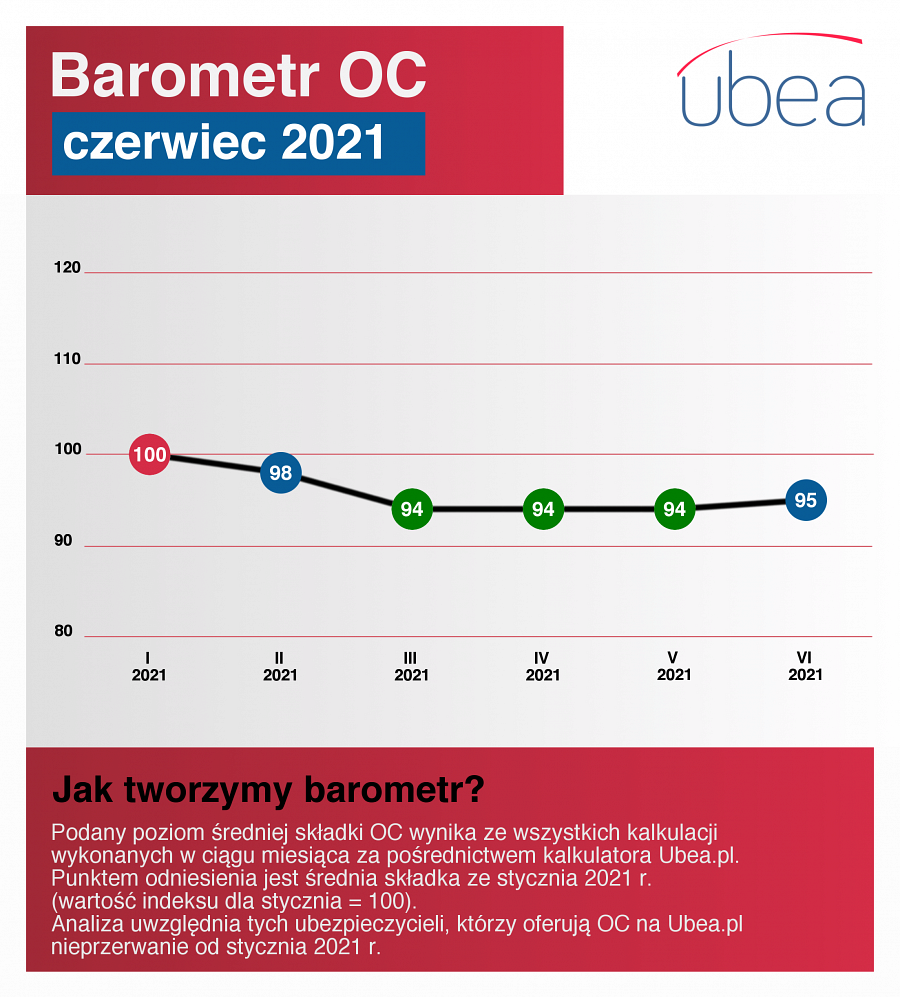 Barometr OC
czerwiec 2021
ubea
120
110
100
90
80
100
98
94
94
94
95
I
2021
II
2021
III
2021
IV
2021
V
2021
VI
2021
Jak tworzymy barometr?
Podany poziom średniej składki OC wynika ze wszystkich kalkulacji
wykonanych w ciągu miesiąca za pośrednictwem kalkulatora Ubea.pl.
Punktem odniesienia jest średnia składka ze stycznia 2021 r.
(wartość indeksu dla stycznia = 100).
Analiza uwzględnia tych ubezpieczycieli, którzy oferują OC na Ubea.pl
nieprzerwanie od stycznia 2021 r.